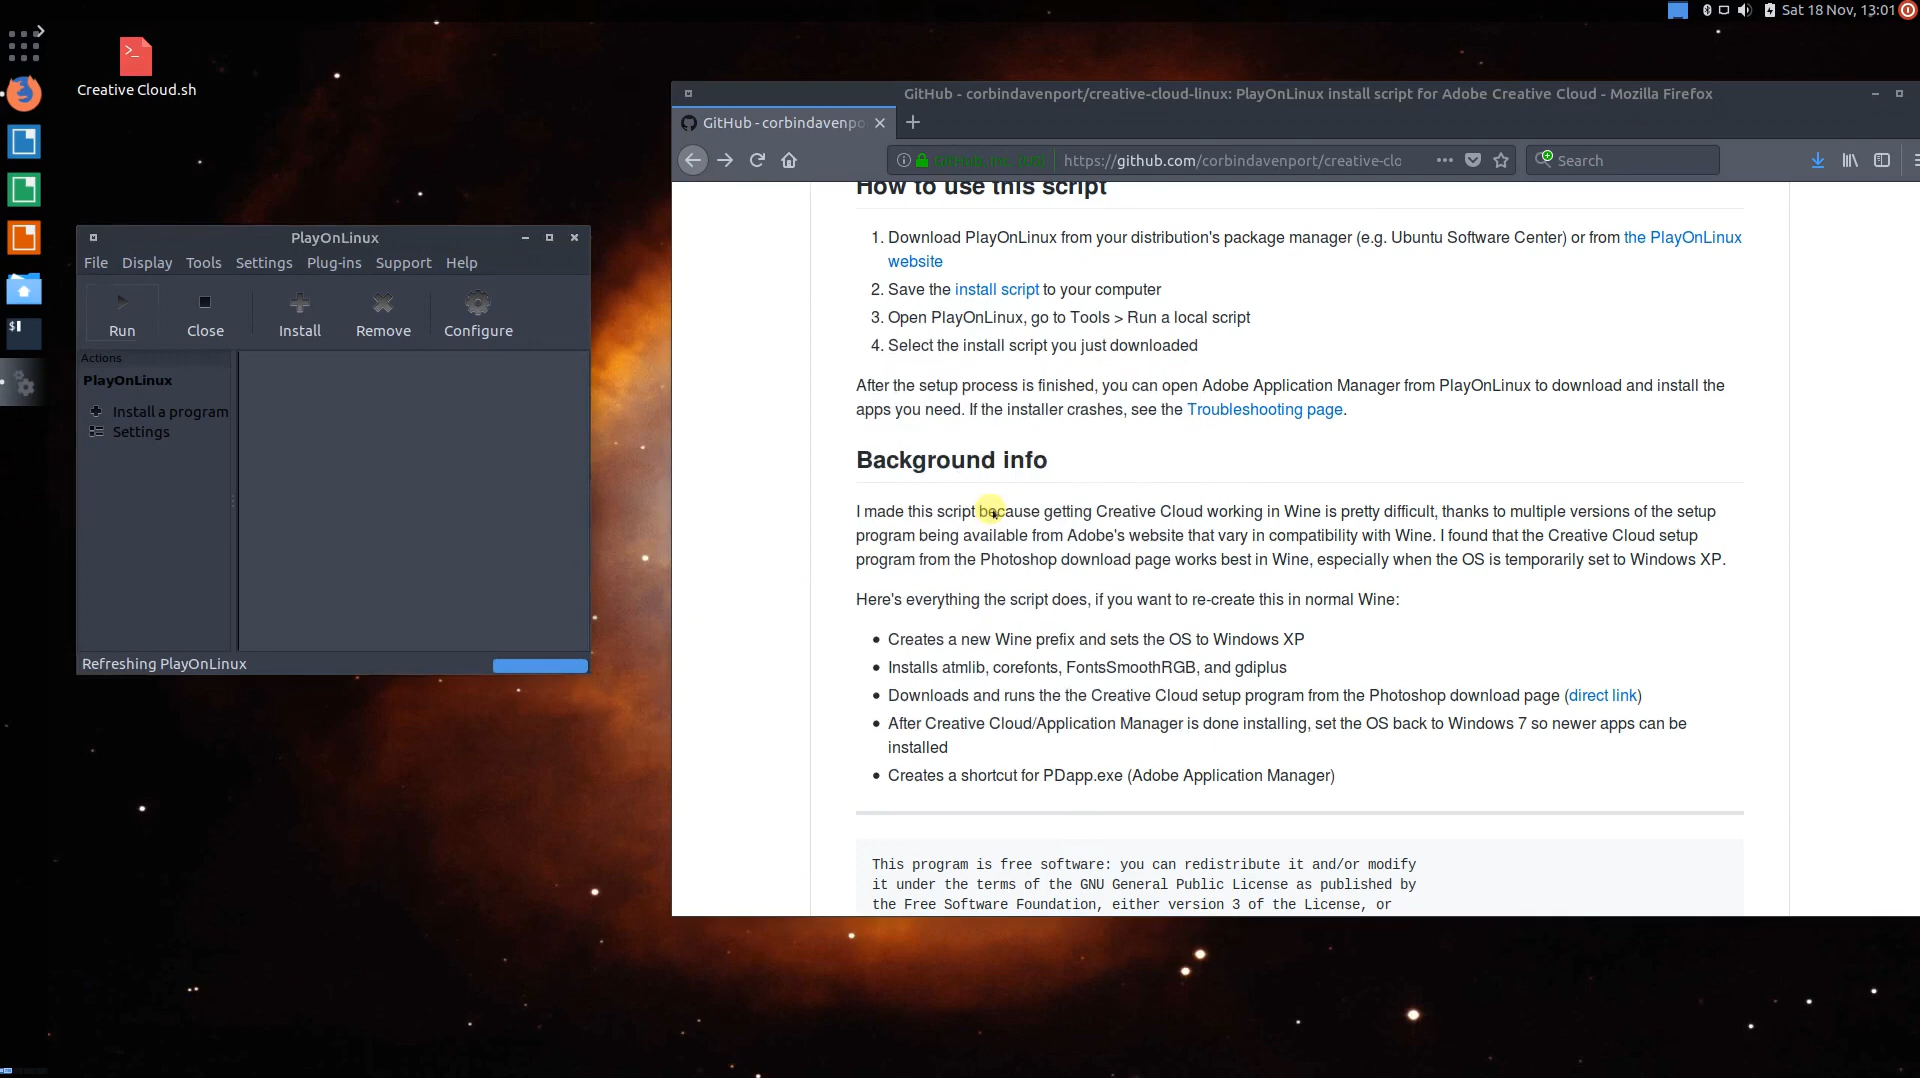 Sat 18 Nov, 13:01
Creative Cloud.sh
GitHub - corbindavenport/creative-cloud-linux: PlayOnLinux install script for Adobe Creative Cloud - Mozilla Firefox
GitHub - corbindavenpo
https://github.com/corbindavenport/creative-clo
Search
PlayOnLinux
File Display Tools Settings Plug-ins Support Help
Run Close Install Remove Configure
Actions
PlayOnLinux
Install a program
Settings
Refreshing PlayOnLinux
How to use this script
1. Download PlayOnLinux from your distribution's package manager (e.g. Ubuntu Software Center) or from the PlayOnLinux
website
2. Save the install script to your computer
3. Open PlayOnLinux, go to Tools > Run a local script
4. Select the install script you just downloaded
After the setup process is finished, you can open Adobe Application Manager from PlayOnLinux to download and install the
apps you need. If the installer crashes, see the Troubleshooting page.
Background info
I made this script because getting Creative Cloud working in Wine is pretty difficult, thanks to multiple versions of the setup
program being available from Adobe's website that vary in compatibility with Wine. I found that the Creative Cloud setup
program from the Photoshop download page works best in Wine, especially when the OS is temporarily set to Windows XP.
Here's everything the script does, if you want to re-create this in normal Wine:
• Creates a new Wine prefix and sets the OS to Windows XP
• Installs atmlib, corefonts, FontsSmoothRGB, and gdiplus
• Downloads and runs the the Creative Cloud setup program from the Photoshop download page (direct link)
• After Creative Cloud/Application Manager is done installing, set the OS back to Windows 7 so newer apps can be
installed
• Creates a shortcut for PDapp.exe (Adobe Application Manager)
This program is free software: you can redistribute it and/or modify
it under the terms of the GNU General Public License as published by
the Free Software Foundation, either version 3 of the License, or